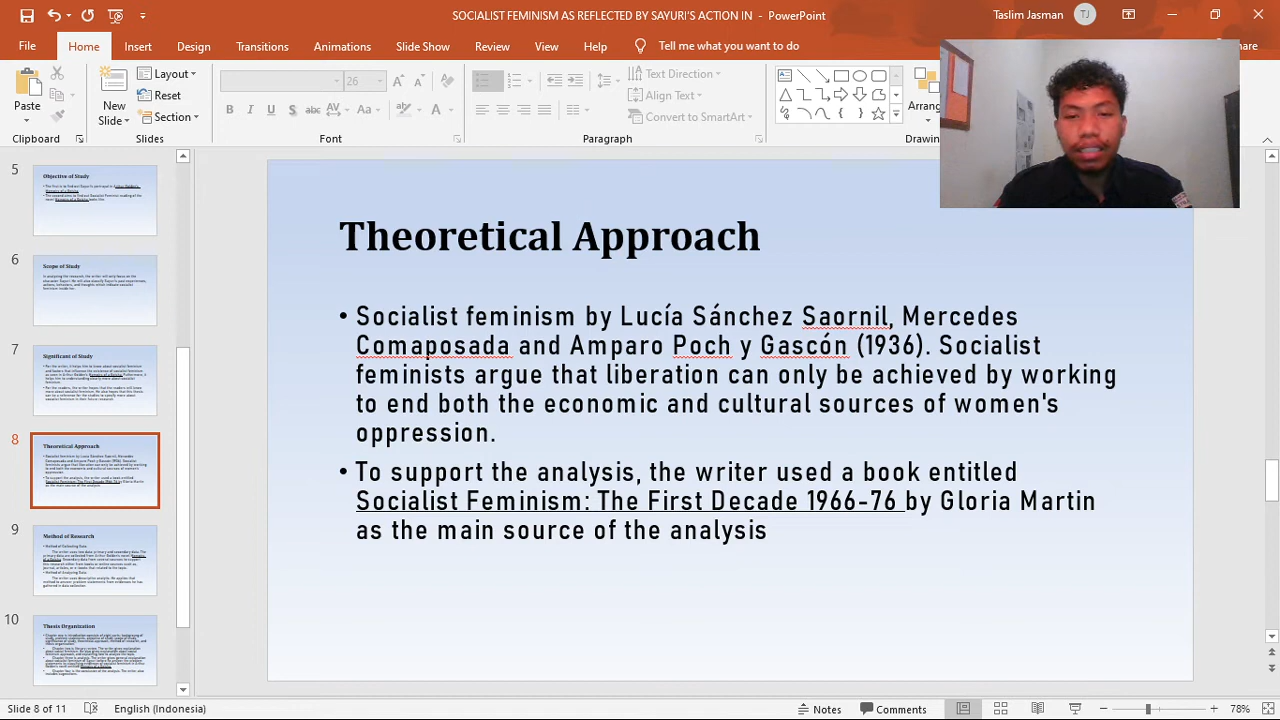 SOCIALIST FEMINISM AS REFLECTED BY SAYURI'S ACTION IN - PowerPoint
Taslim Jasman
TJ
File
Home
Insert
Design
Transitions
Animations
Slide Show
Review
View
Help
Tell me what you want to do
Share
Paste
New
Slide
Layout
Reset
Section
26
B I U S abc AV Aa A
Text Direction
Align Text
Convert to SmartArt
Arrange
Clipboard
Slides
Font
Paragraph
Drawing
5
Objective of Study
6
Scope of Study
7
Significant of Study
8
Theoretical Approach
9
Method of Research
10
Thesis Organization
Theoretical Approach
• Socialist feminism by Lucía Sánchez Saornil, Mercedes
Comaposada and Amparo Poch y Gascón (1936). Socialist
feminists argue that liberation can only be achieved by working
to end both the economic and cultural sources of women's
oppression.
• To support the analysis, the writer used a book entitled
Socialist Feminism: The First Decade 1966-76 by Gloria Martin
as the main source of the analysis
Slide 8 of 11
English (Indonesia)
Notes
Comments
78%